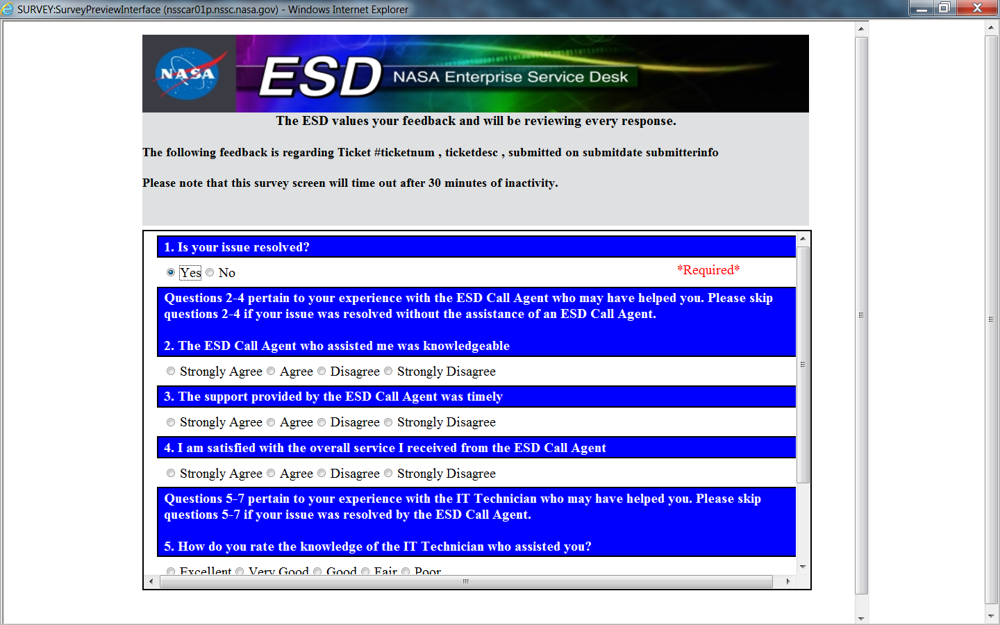 SURVEY:SurveyPreviewInterface (nsscar01p.nssc.nasa.gov) - Windows Internet Explorer
NASA
ESD NASA Enterprise Service Desk
The ESD values your feedback and will be reviewing every response.
The following feedback is regarding Ticket #ticketnum , ticketdesc , submitted on submitdate submitterinfo
Please note that this survey screen will time out after 30 minutes of inactivity.
1. Is your issue resolved?
Yes No *Required*
Questions 2-4 pertain to your experience with the ESD Call Agent who may have helped you. Please skip
questions 2-4 if your issue was resolved without the assistance of an ESD Call Agent.
2. The ESD Call Agent who assisted me was knowledgeable
Strongly Agree Agree Disagree Strongly Disagree
3. The support provided by the ESD Call Agent was timely
Strongly Agree Agree Disagree Strongly Disagree
4. I am satisfied with the overall service I received from the ESD Call Agent
Strongly Agree Agree Disagree Strongly Disagree
Questions 5-7 pertain to your experience with the IT Technician who may have helped you. Please skip
questions 5-7 if your issue was resolved by the ESD Call Agent.
5. How do you rate the knowledge of the IT Technician who assisted you?
Excellent Very Good Good Fair Poor